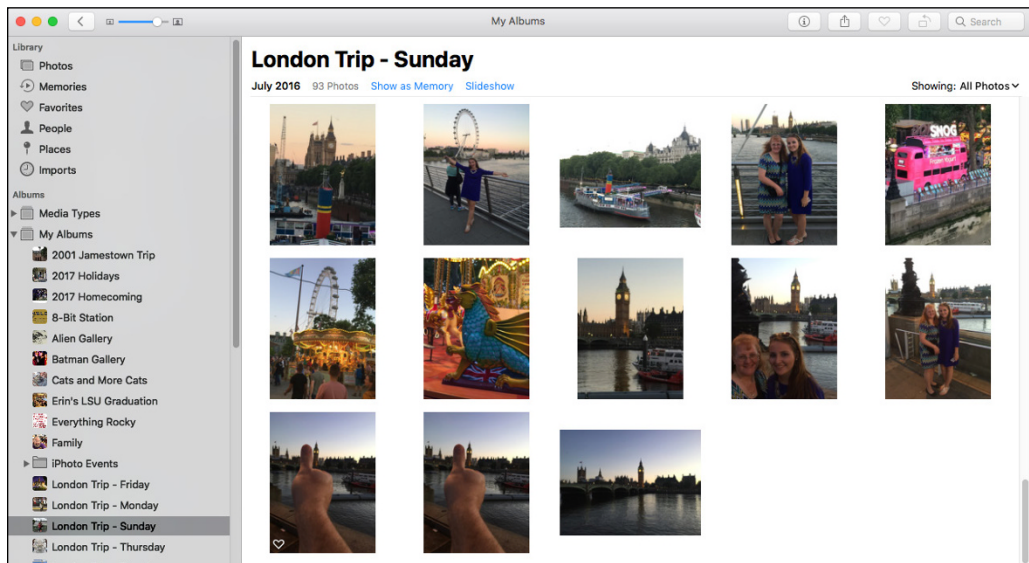 My Albums
Search
Library
Photos
Memories
Favorites
People
Places
Imports
Albums
Media Types
My Albums
2001 Jamestown Trip
2017 Holidays
2017 Homecoming
8-Bit Station
Alien Gallery
Batman Gallery
Cats and More Cats
Erin's LSU Graduation
Everything Rocky
Family
iPhoto Events
London Trip - Friday
London Trip - Monday
London Trip - Sunday
London Trip - Thursday
London Trip - Sunday
July 2016 93 Photos Show as Memory Slideshow Showing: All Photos
SNOG
Frozen Yogurt